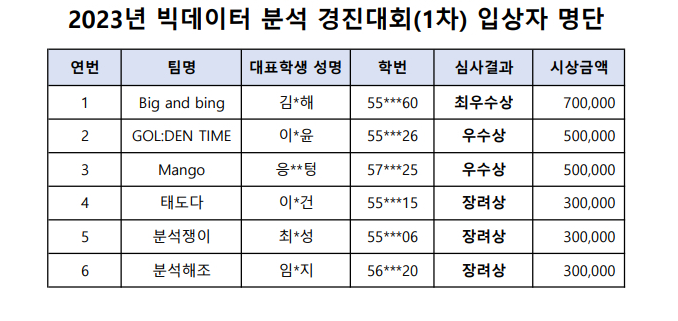 2023년 빅데이터 분석 경진대회(1차) 입상자 명단
연번 팀명 대표학생 성명 학번 심사결과 시상금액
1 Big and bing 김*해 55***60 최우수상 700,000
2 GOL:DEN TIME 이*윤 55***26 우수상 500,000
3 Mango 응**텅 57***25 우수상 500,000
4 태도다 이*건 55***15 장려상 300,000
5 분석쟁이 최*성 55***06 장려상 300,000
6 분석해조 임*지 56***20 장려상 300,000